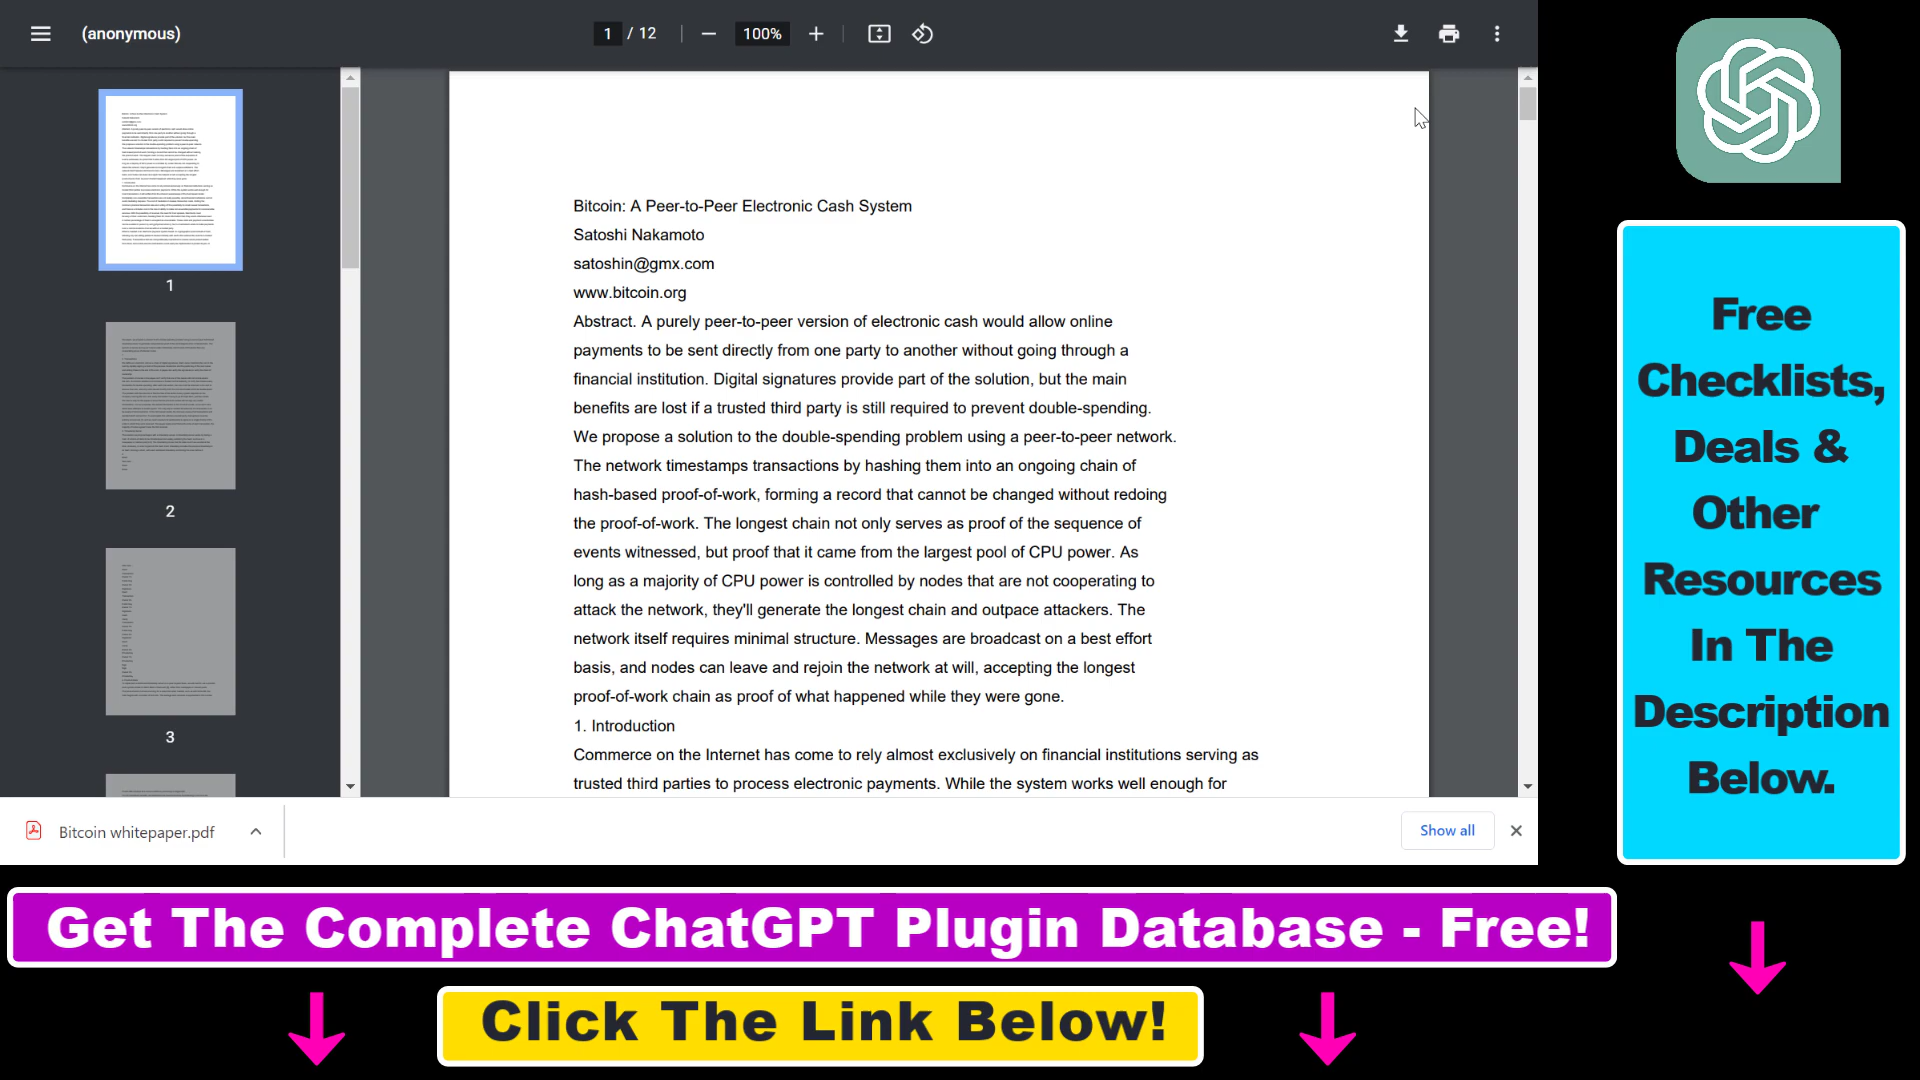 (anonymous)
1 / 12
100%
1
2
3
Bitcoin: A Peer-to-Peer Electronic Cash System
Satoshi Nakamoto
satoshin@gmx.com
www.bitcoin.org
Abstract. A purely peer-to-peer version of electronic cash would allow online
payments to be sent directly from one party to another without going through a
financial institution. Digital signatures provide part of the solution, but the main
benefits are lost if a trusted third party is still required to prevent double-spending.
We propose a solution to the double-spending problem using a peer-to-peer network.
The network timestamps transactions by hashing them into an ongoing chain of
hash-based proof-of-work, forming a record that cannot be changed without redoing
the proof-of-work. The longest chain not only serves as proof of the sequence of
events witnessed, but proof that it came from the largest pool of CPU power. As
long as a majority of CPU power is controlled by nodes that are not cooperating to
attack the network, they'll generate the longest chain and outpace attackers. The
network itself requires minimal structure. Messages are broadcast on a best effort
basis, and nodes can leave and rejoin the network at will, accepting the longest
proof-of-work chain as proof of what happened while they were gone.
1. Introduction
Commerce on the Internet has come to rely almost exclusively on financial institutions serving as
trusted third parties to process electronic payments. While the system works well enough for
Bitcoin whitepaper.pdf
Show all
Free
Checklists,
Deals &
Other
Resources
In The
Description
Below.
Get The Complete ChatGPT Plugin Database - Free!
Click The Link Below!